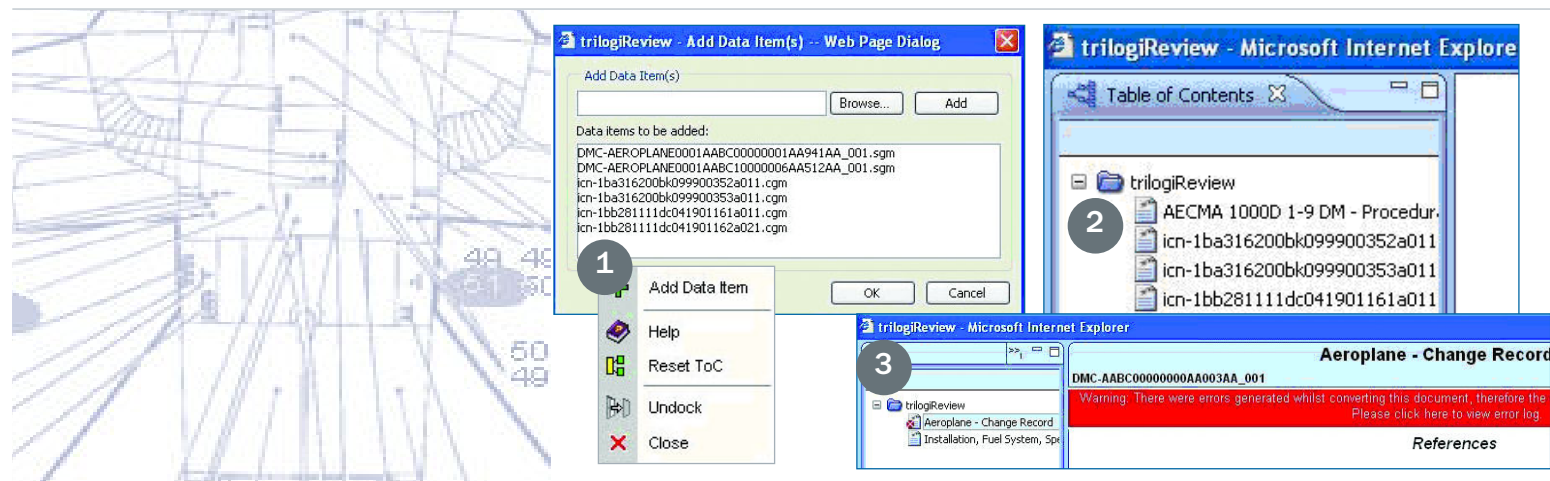 trilogiReview - Add Data Item(s) -- Web Page Dialog
Add Data Item(s)
Browse...
Add
Data items to be added:
DMC-AEROPLANE0001AABC00000001AA941AA_001.sgm
DMC-AEROPLANE0001AABC10000006AA512AA_001.sgm
icn-1ba316200bk099900352a011.cgm
icn-1ba316200bk099900353a011.cgm
icn-1bb281111dc041901161a011.cgm
icn-1bb281111dc041901162a021.cgm
OK
Cancel
1
Add Data Item
Help
Reset ToC
Undock
Close
trilogiReview - Microsoft Internet Explore
Table of Contents
trilogiReview
2
AECMA 1000D 1-9 DM - Procedur
icn-1ba316200bk099900352a011
icn-1ba316200bk099900353a011
icn-1bb281111dc041901161a011
trilogiReview - Microsoft Internet Explorer
3
trilogiReview
Aeroplane - Change Record
Installation, Fuel System, Spe
Aeroplane - Change Record
DMC-AABC00000000AA003AA_001
Warning: There were errors generated whilst converting this document, therefore the
Please click here to view error log.
References
49
50
49